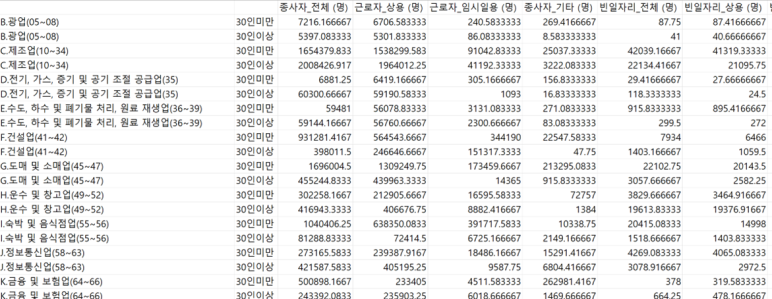 종사자_전체 (명) 근로자_상용 (명) 근로자_임시일용 (명) 종사자_기타 (명) 빈일자리_전체 (명) 빈일자리_상용 (명)
B.광업(05~08) 30인미만 7216.166667 6706.583333 240.5833333 269.4166667 87.75 87.41666667
B.광업(05~08) 30인이상 5397.083333 5301.833333 86.08333333 8.583333333 41 40.66666667
C.제조업(10~34) 30인미만 1654379.833 1538299.583 91042.83333 25037.33333 42039.16667 41319.33333
C.제조업(10~34) 30인이상 2008426.917 1964012.25 41192.33333 3222.083333 22134.41667 21095.75
D.전기, 가스, 증기 및 공기 조절 공급업(35) 30인미만 6881.25 6419.166667 305.1666667 156.8333333 29.41666667 27.66666667
D.전기, 가스, 증기 및 공기 조절 공급업(35) 30인이상 60300.66667 59190.58333 1093 16.83333333 118.3333333 24.5
E.수도, 하수 및 폐기물 처리, 원료 재생업(36~39) 30인미만 59481 56078.83333 3131.083333 271.0833333 915.8333333 895.4166667
E.수도, 하수 및 폐기물 처리, 원료 재생업(36~39) 30인이상 59144.16667 56760.66667 2300.666667 83.08333333 299.5 272
F.건설업(41~42) 30인미만 931281.4167 564543.6667 344190 22547.58333 7934 6466
F.건설업(41~42) 30인이상 398011.5 246646.6667 151317.3333 47.75 1403.166667 1059.5
G.도매 및 소매업(45~47) 30인미만 1696004.5 1309249.75 173459.6667 213295.0833 22102.75 20143.5
G.도매 및 소매업(45~47) 30인이상 455244.8333 439963.3333 14365 915.8333333 3057.666667 2582.25
H.운수 및 창고업(49~52) 30인미만 302258.1667 212905.6667 16595.58333 72757 3829.666667 3464.916667
H.운수 및 창고업(49~52) 30인이상 416943.3333 406676.75 8882.416667 1384 19613.83333 19376.91667
I.숙박 및 음식점업(55~56) 30인미만 1040406.25 638350.0833 391717.5833 10338.75 20415.08333 14998
I.숙박 및 음식점업(55~56) 30인이상 81288.83333 72414.5 6725.166667 2149.166667 1518.666667 1403.833333
J.정보통신업(58~63) 30인미만 273165.5833 239387.9167 18486.16667 15291.41667 4269.083333 4065.083333
J.정보통신업(58~63) 30인이상 421587.5833 405195.25 9587.75 6804.416667 3078.916667 2972.5
K.금융 및 보험업(64~66) 30인미만 500898.1667 233405 4511.583333 262981.4167 378 319.5833333
K.금융 및 보험업(64~66) 30인이상 243392.0833 235903.25 6018.666667 1469.666667 664.25 478.1666667